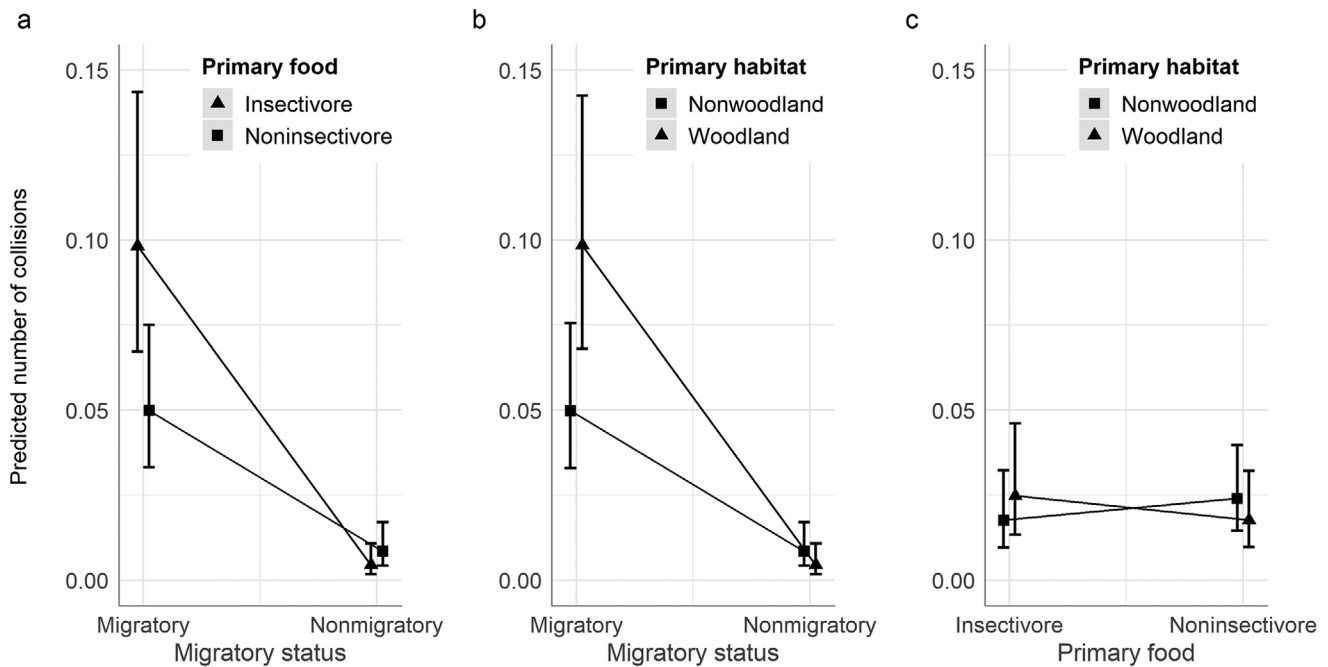 a
Predicted number of collisions
0.15
0.10
0.05
0.00
Primary food
Insectivore
Noninsectivore
Migratory
Nonmigratory
Migratory status
b
0.15
0.10
0.05
0.00
Primary habitat
Nonwoodland
Woodland
Migratory
Nonmigratory
Migratory status
c
0.15
0.10
0.05
0.00
Primary habitat
Nonwoodland
Woodland
Insectivore
Noninsectivore
Primary food